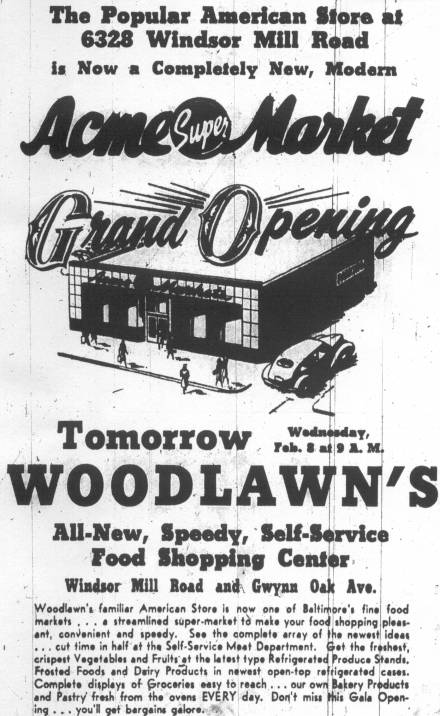 The Popular American Store at
6328 Windsor Mill Road
is Now a Completely New, Modern
Acme Super Market
Grand Opening
Tomorrow Wednesday,
Feb. 8 at 9 A. M.
WOODLAWN'S
All-New, Speedy, Self-Service
Food Shopping Center
Windsor Mill Road and Gwynn Oak Ave.
Woodlawn's familiar American Store is now one of Baltimore's fine food
markets . . . a streamlined super-market to make your food shopping pleas-
ant, convenient and speedy. See the complete array of the newest ideas
. . . cut time in half at the Self-Service Meat Department. Get the freshest,
crispest Vegetables and Fruits at the latest type Refrigerated Produce Stands.
Frosted Foods and Dairy Products in newest open-top refrigerated cases.
Complete displays of Groceries easy to reach . . . our own Bakery Products
and Pastry fresh from the ovens EVERY day. Don't miss this Gala Open-
ing . . . you'll get bargains galore.